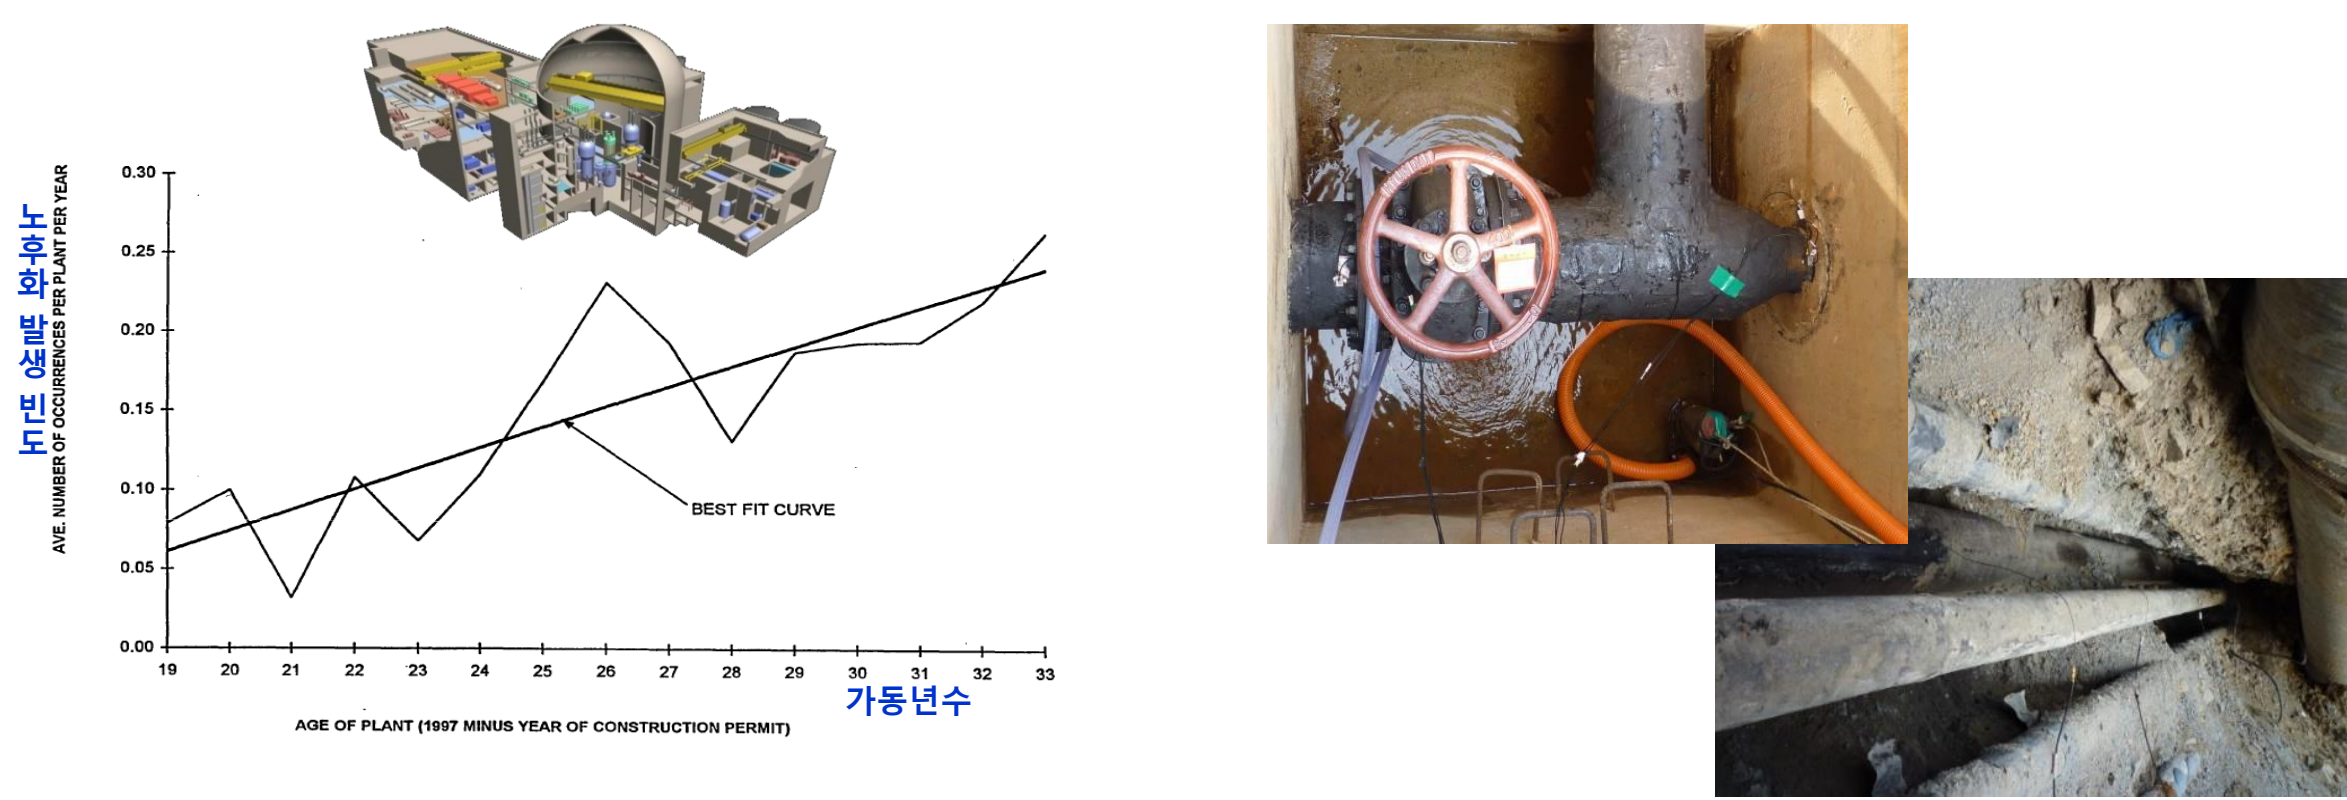 노후화 발생 빈도
AVE. NUMBER OF OCCURRENCES PER PLANT PER YEAR
0.30
0.25
0.20
0.15
0.10
0.05
0.00
BEST FIT CURVE
19 20 21 22 23 24 25 26 27 28 29 30 31 32 33
가동년수
AGE OF PLANT (1997 MINUS YEAR OF CONSTRUCTION PERMIT)